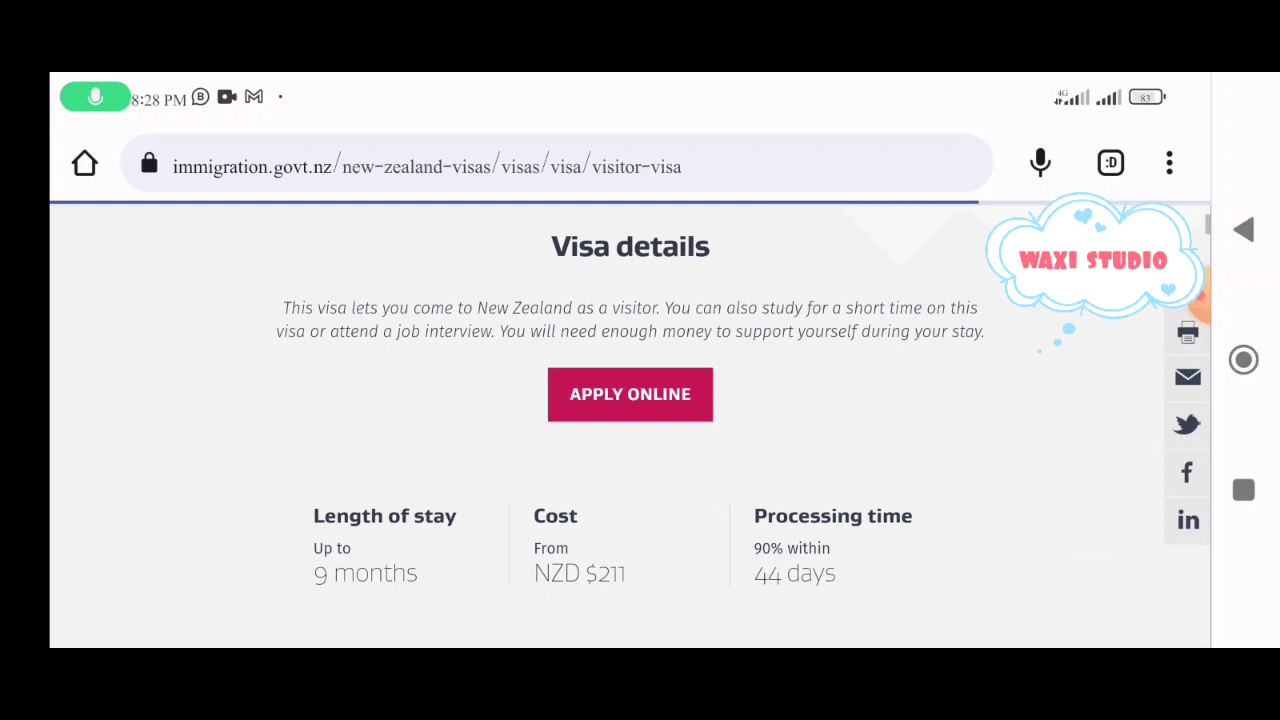 8:28 PM
4G
83
immigration.govt.nz/new-zealand-visas/visas/visa/visitor-visa
:D
Visa details
WAXI STUDIO
This visa lets you come to New Zealand as a visitor. You can also study for a short time on this
visa or attend a job interview. You will need enough money to support yourself during your stay.
APPLY ONLINE
Length of stay
Up to
9 months
Cost
From
NZD $211
Processing time
90% within
44 days